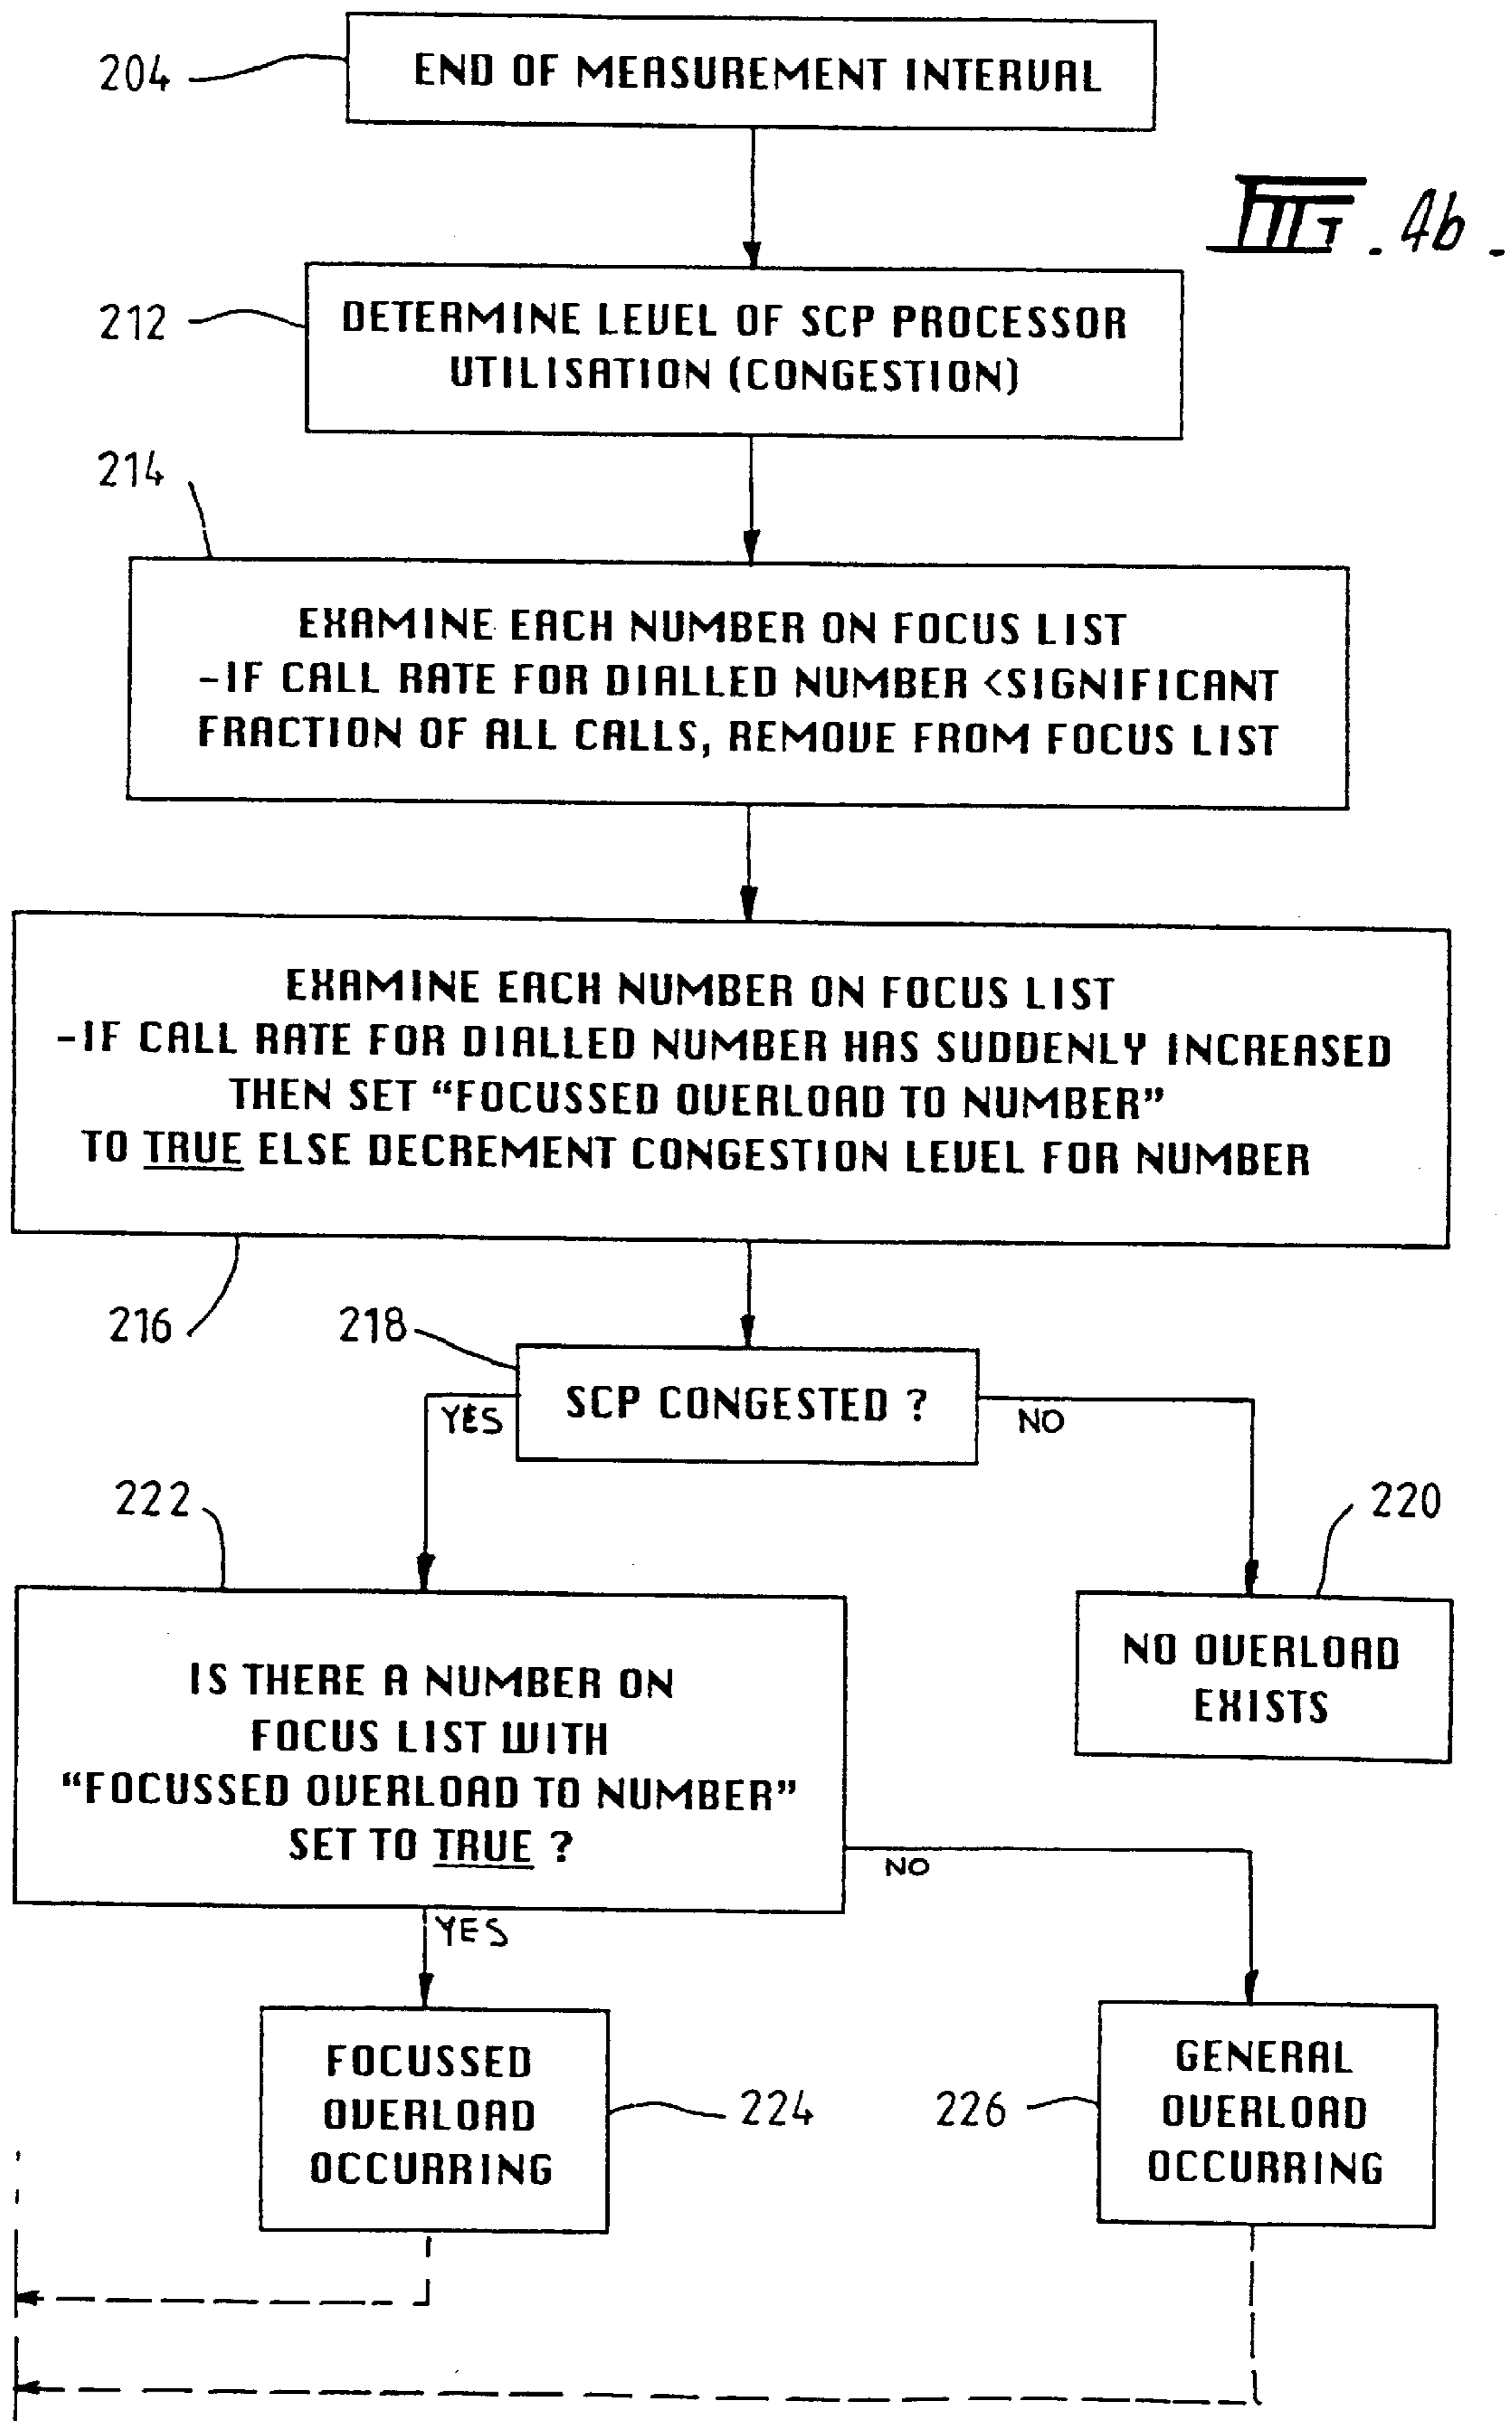 204
END OF MEASUREMENT INTERVAL
FIG. 4b.
212
DETERMINE LEVEL OF SCP PROCESSOR
UTILISATION (CONGESTION)
214
EXAMINE EACH NUMBER ON FOCUS LIST
-IF CALL RATE FOR DIALLED NUMBER <SIGNIFICANT
FRACTION OF ALL CALLS, REMOVE FROM FOCUS LIST
EXAMINE EACH NUMBER ON FOCUS LIST
-IF CALL RATE FOR DIALLED NUMBER HAS SUDDENLY INCREASED
THEN SET "FOCUSSED OVERLOAD TO NUMBER"
TO TRUE ELSE DECREMENT CONGESTION LEVEL FOR NUMBER
216
218
SCP CONGESTED ?
YES
NO
222
220
IS THERE A NUMBER ON
FOCUS LIST WITH
"FOCUSSED OVERLOAD TO NUMBER"
SET TO TRUE ?
NO OVERLOAD
EXISTS
NO
YES
FOCUSSED
OVERLOAD
OCCURRING
224
226
GENERAL
OVERLOAD
OCCURRING